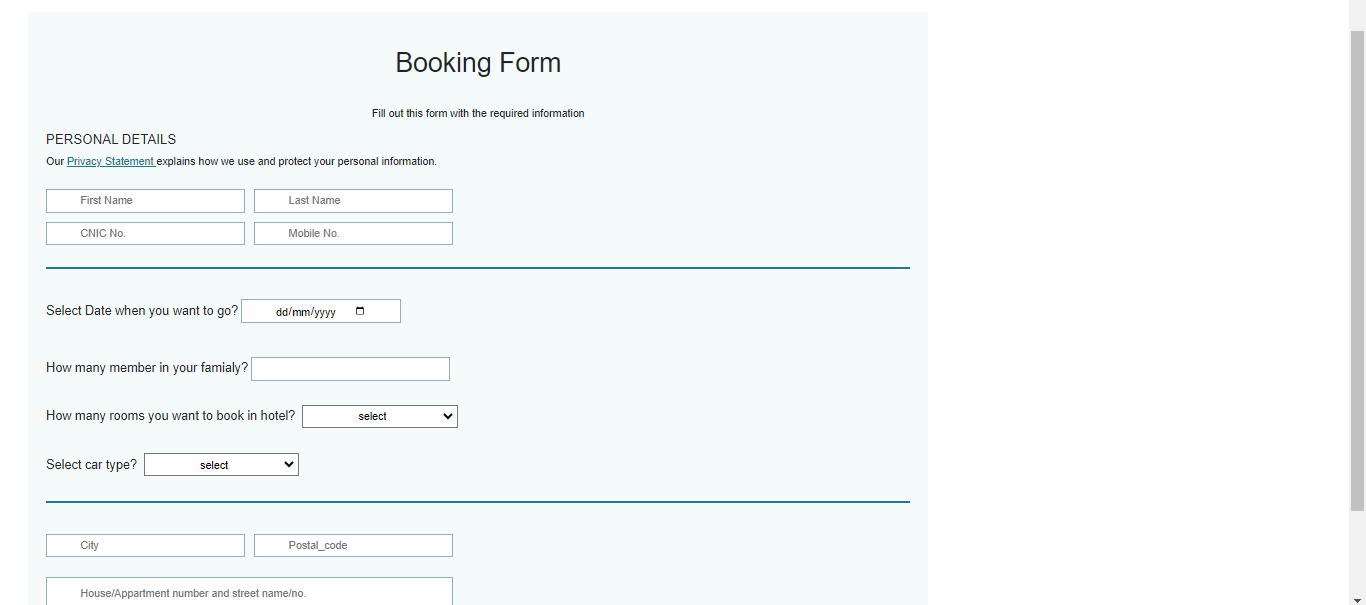 Booking Form
Fill out this form with the required information
PERSONAL DETAILS
Our Privacy Statement explains how we use and protect your personal information.
First Name Last Name
CNIC No. Mobile No.
Select Date when you want to go? dd/mm/yyyy
How many member in your famialy?
How many rooms you want to book in hotel? select
Select car type? select
City Postal_code
House/Appartment number and street name/no.